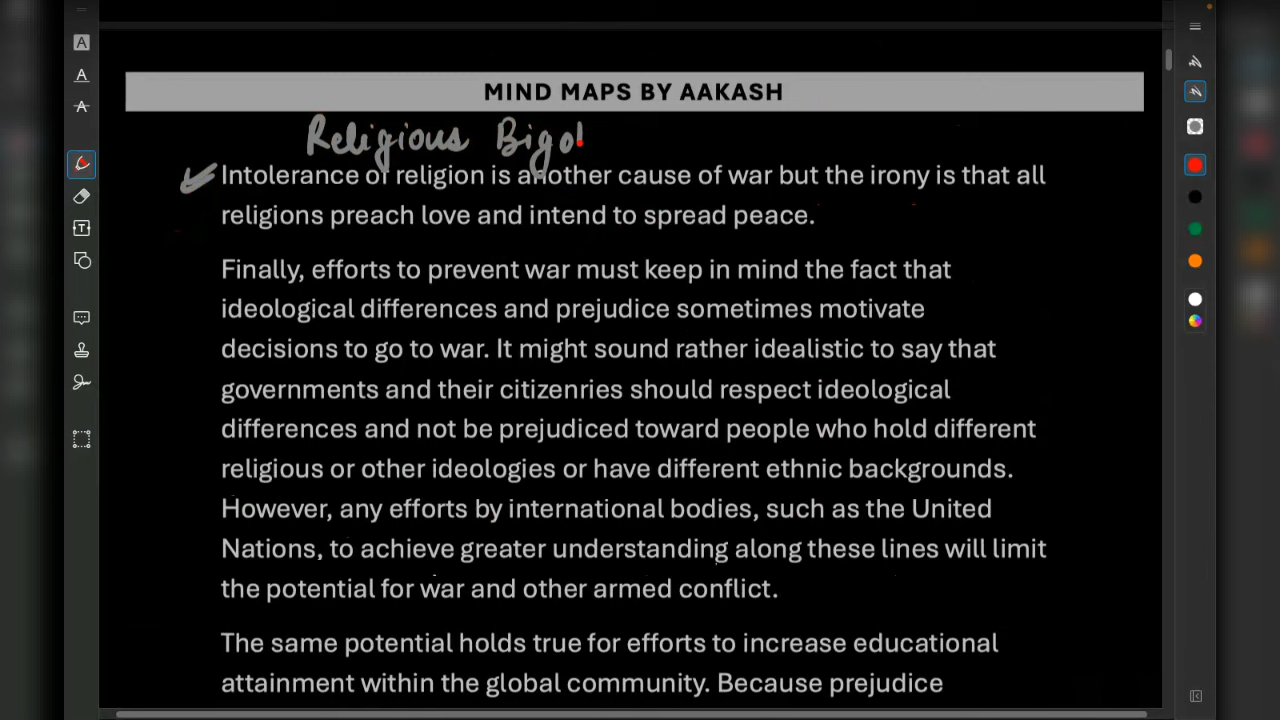 MIND MAPS BY AAKASH
Religious Bigo
Intolerance of religion is another cause of war but the irony is that all
religions preach love and intend to spread peace.
Finally, efforts to prevent war must keep in mind the fact that
ideological differences and prejudice sometimes motivate
decisions to go to war. It might sound rather idealistic to say that
governments and their citizenries should respect ideological
differences and not be prejudiced toward people who hold different
religious or other ideologies or have different ethnic backgrounds.
However, any efforts by international bodies, such as the United
Nations, to achieve greater understanding along these lines will limit
the potential for war and other armed conflict.
The same potential holds true for efforts to increase educational
attainment within the global community. Because prejudice